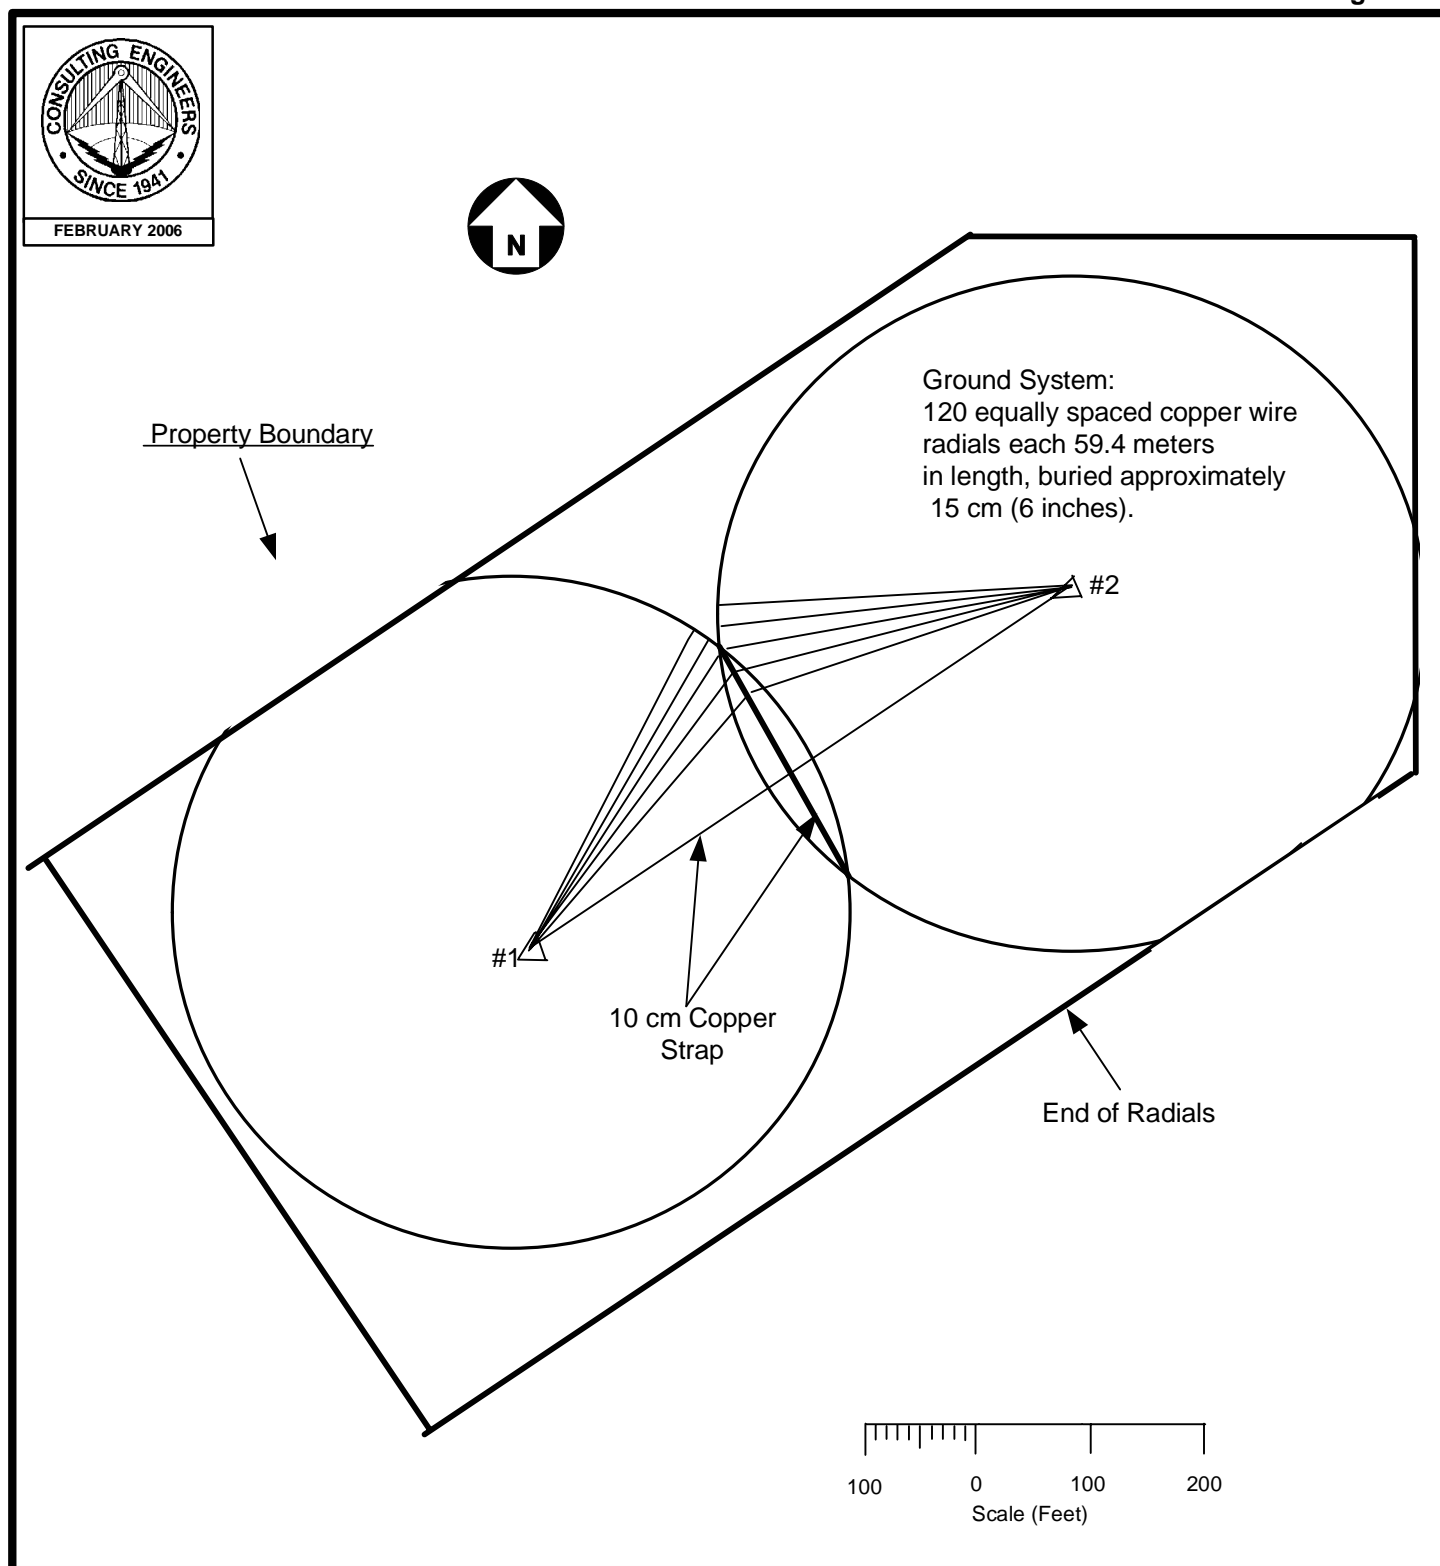 CONSULTING ENGINEERS
SINCE 1941
FEBRUARY 2006
N
Ground System:
120 equally spaced copper wire
radials each 59.4 meters
in length, buried approximately
15 cm (6 inches).
Property Boundary
#2
#1
10 cm Copper
Strap
End of Radials
100 0 100 200
Scale (Feet)